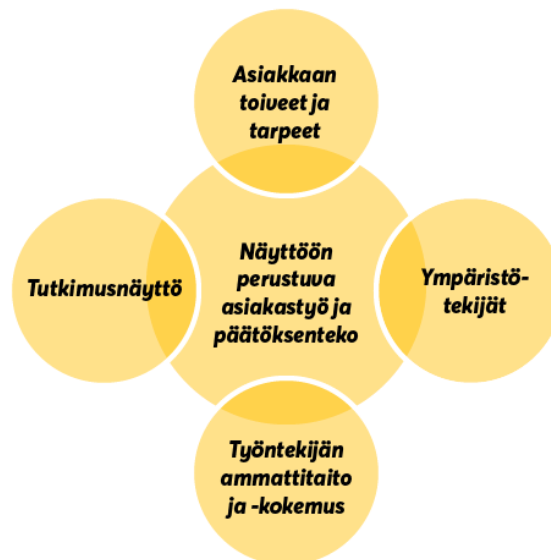 Asiakkaan
toiveet ja
tarpeet
Tutkimusnäyttö
Näyttöön
perustuva
asiakastyö ja
päätöksenteko
Ympäristö-
tekijät
Työntekijän
ammattitaito
ja -kokemus